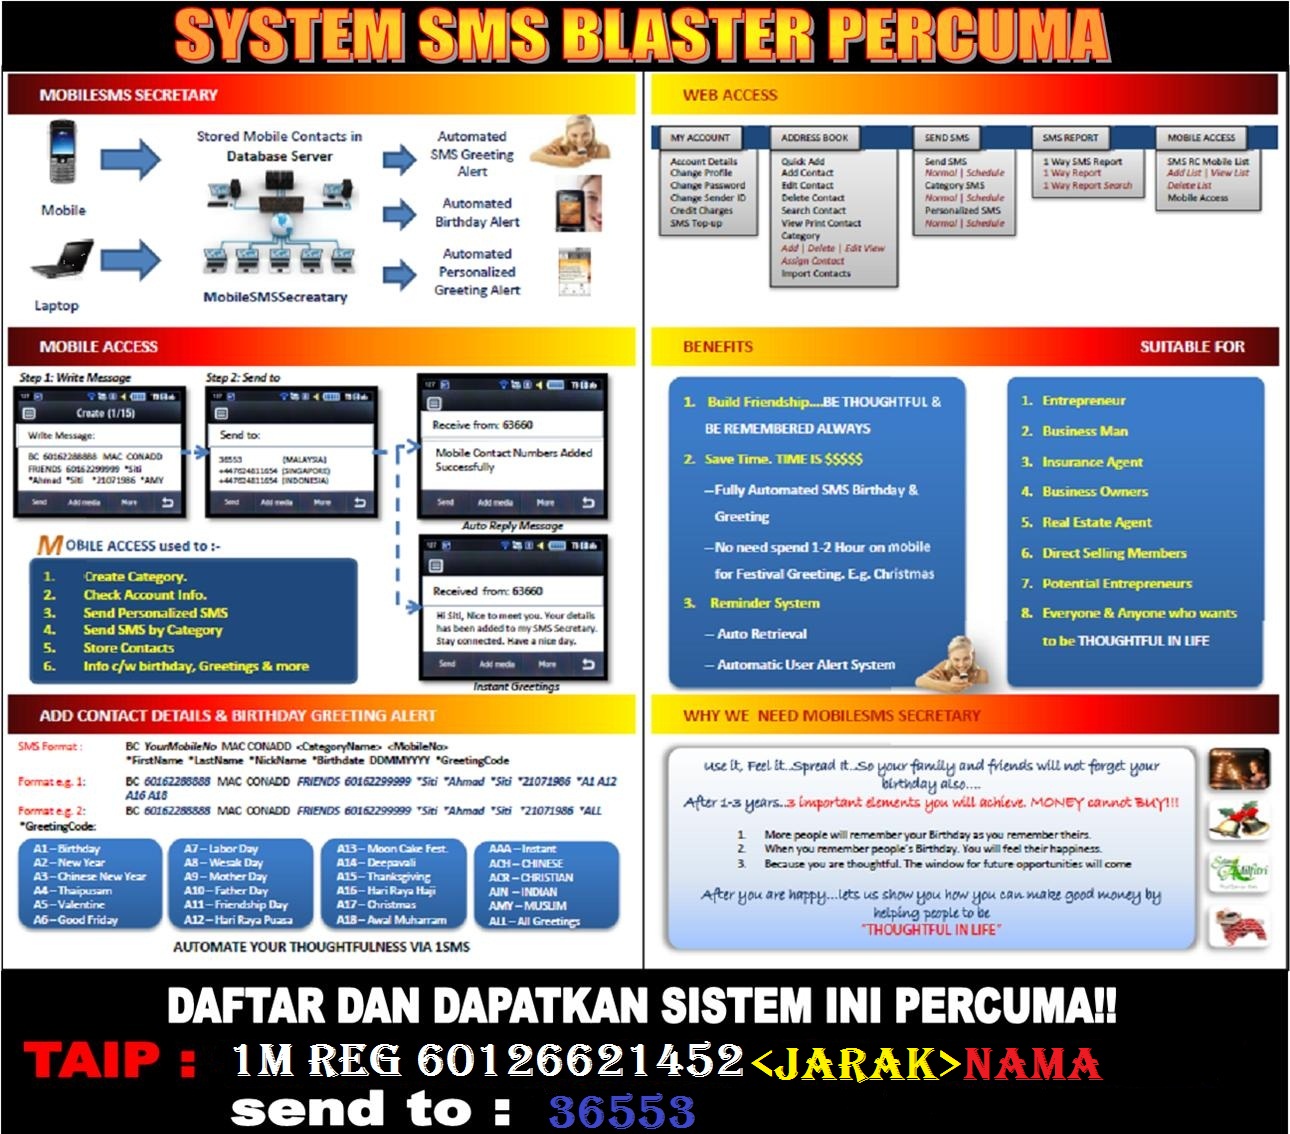 SYSTEM SMS BLASTER PERCUMA
MOBILESMS SECRETARY
Mobile
Laptop
Stored Mobile Contacts in
Database Server
MobileSMSSecreatary
Automated
SMS Greeting
Alert
Automated
Birthday Alert
Automated
Personalized
Greeting Alert
WEB ACCESS
MY ACCOUNT
Account Details
Change Profile
Change Password
Change Sender ID
Credit Charges
SMS Top-up
ADDRESS BOOK
Quick Add
Add Contact
Edit Contact
Delete Contact
Search Contact
View Print Contact
Category
Add | Delete | Edit View
Assign Contact
Import Contacts
SEND SMS
Send SMS
Normal | Schedule
Category SMS
Normal | Schedule
Personalized SMS
Normal | Schedule
SMS REPORT
1 Way SMS Report
1 Way Report
1 Way Report Search
MOBILE ACCESS
SMS RC Mobile List
Add List | View List
Delete List
Mobile Access
MOBILE ACCESS
Step 1: Write Message
Create (1/15)
Write Message:
BC 60162288888 MAC CONADD
FRIENDS 60162299999 *Siti
*Ahmad *Siti *21071986 *AMY
Send Add media More
Step 2: Send to
Send to:
36553 (MALAYSIA)
+447624811654 (SINGAPORE)
+447624811654 (INDONESIA)
Send Add media More
Receive from: 63660
Mobile Contact Numbers Added
Successfully
Send Add media More
Auto Reply Message
Received from: 63660
Hi Siti, Nice to meet you. Your details
has been added to my SMS Secretary.
Stay connected. Have a nice day.
Send Add media More
Instant Greetings
MOBILE ACCESS used to :-
1. Create Category.
2. Check Account Info.
3. Send Personalized SMS
4. Send SMS by Category
5. Store Contacts
6. Info c/w birthday, Greetings & more
BENEFITS
SUITABLE FOR
1. Build Friendship....BE THOUGHTFUL &
BE REMEMBERED ALWAYS
2. Save Time. TIME IS $$$$$
–Fully Automated SMS Birthday &
Greeting
–No need spend 1-2 Hour on mobile
for Festival Greeting. E.g. Christmas
3. Reminder System
– Auto Retrieval
– Automatic User Alert System
1. Entrepreneur
2. Business Man
3. Insurance Agent
4. Business Owners
5. Real Estate Agent
6. Direct Selling Members
7. Potential Entrepreneurs
8. Everyone & Anyone who wants
to be THOUGHTFUL IN LIFE
ADD CONTACT DETAILS & BIRTHDAY GREETING ALERT
SMS Format : BC YourMobileNo MAC CONADD <CategoryName> <MobileNo>
*FirstName *LastName *NickName *Birthdate DDMMYYYY *GreetingCode
Format e.g. 1: BC 60162288888 MAC CONADD FRIENDS 60162299999 *Siti *Ahmad *Siti *21071986 *A1 A12
A16 A18
Format e.g. 2: BC 60162288888 MAC CONADD FRIENDS 60162299999 *Siti *Ahmad *Siti *21071986 *ALL
*GreetingCode:
A1 – Birthday
A2 – New Year
A3 – Chinese New Year
A4 – Thaipusam
A5 – Valentine
A6 – Good Friday
A7 – Labor Day
A8 – Wesak Day
A9 – Mother Day
A10 – Father Day
A11 – Friendship Day
A12 – Hari Raya Puasa
A13 – Moon Cake Fest.
A14 – Deepavali
A15 – Thanksgiving
A16 – Hari Raya Haji
A17 – Christmas
A18 – Awal Muharram
AAA – Instant
ACH – CHINESE
ACR – CHRISTIAN
AIN – INDIAN
AMY – MUSLIM
ALL – All Greetings
AUTOMATE YOUR THOUGHTFULNESS VIA 1SMS
WHY WE NEED MOBILESMS SECRETARY
Use it, Feel it..Spread it..So your family and friends will not forget your
birthday also....
After 1-3 years..3 important elements you will achieve. MONEY cannot BUY!!!
1. More people will remember your Birthday as you remember theirs.
2. When you remember people's Birthday. You will feel their happiness.
3. Because you are thoughtful. The window for future opportunities will come
After you are happy...lets us show you how you can make good money by
helping people to be
"THOUGHTFUL IN LIFE"
DAFTAR DAN DAPATKAN SISTEM INI PERCUMA!!
TAIP : 1M REG 60126621452 <JARAK>NAMA
send to : 36553